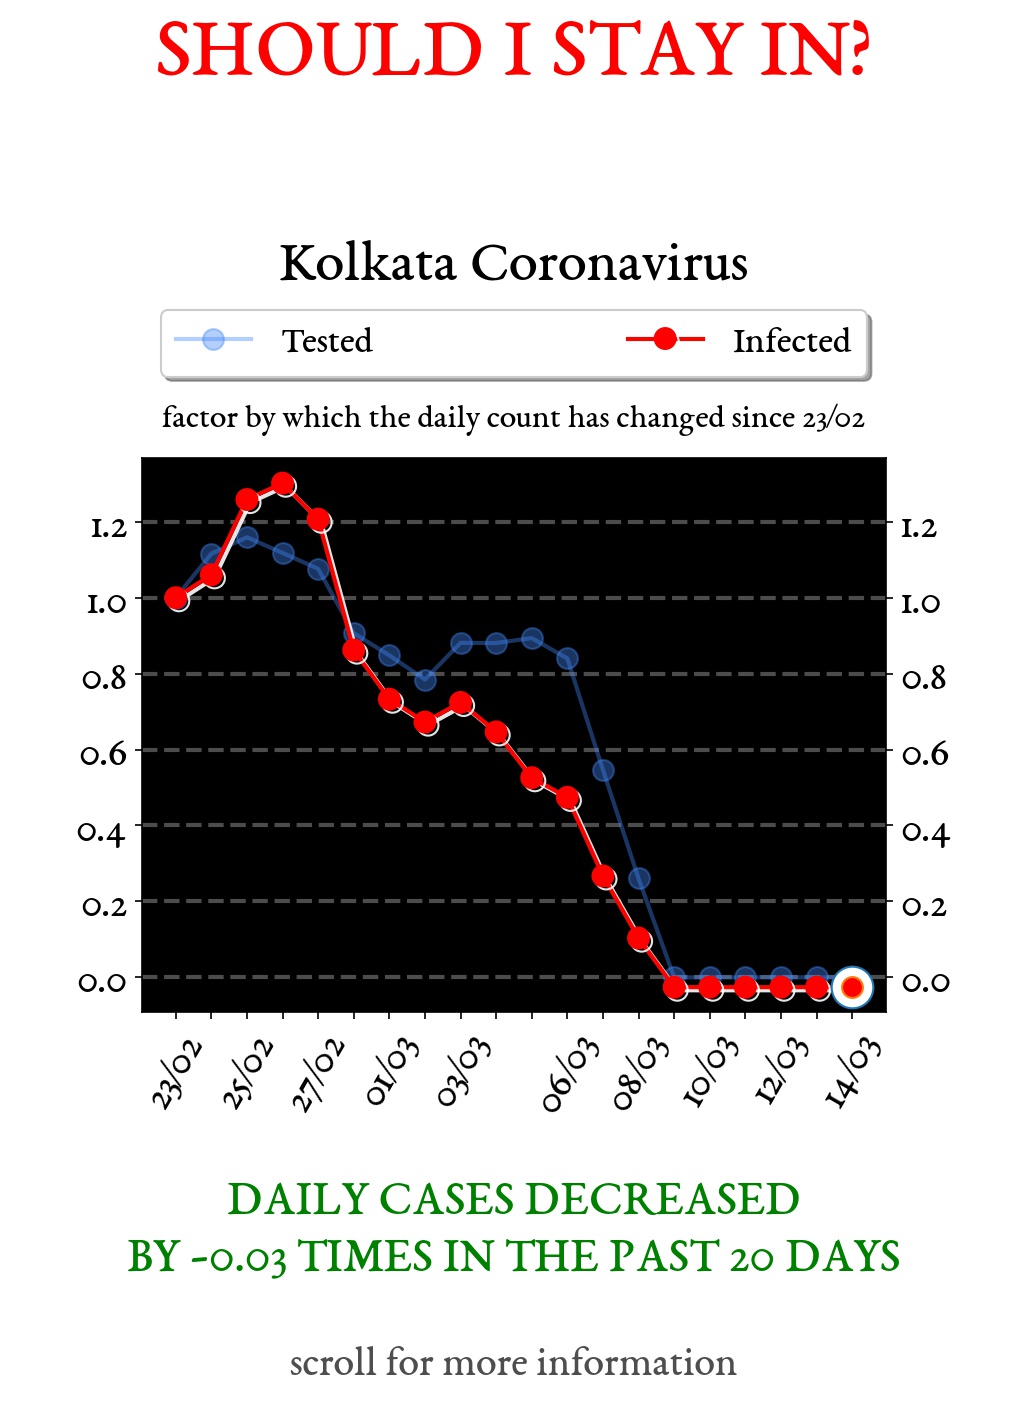 SHOULD I STAY IN?
Kolkata Coronavirus
Tested Infected
factor by which the daily count has changed since 23/02
1.2 1.2
1.0 1.0
0.8 0.8
0.6 0.6
0.4 0.4
0.2 0.2
0.0 0.0
23/02 25/02 27/02 01/03 03/03 06/03 08/03 10/03 12/03 14/03
DAILY CASES DECREASED
BY -0.03 TIMES IN THE PAST 20 DAYS
scroll for more information